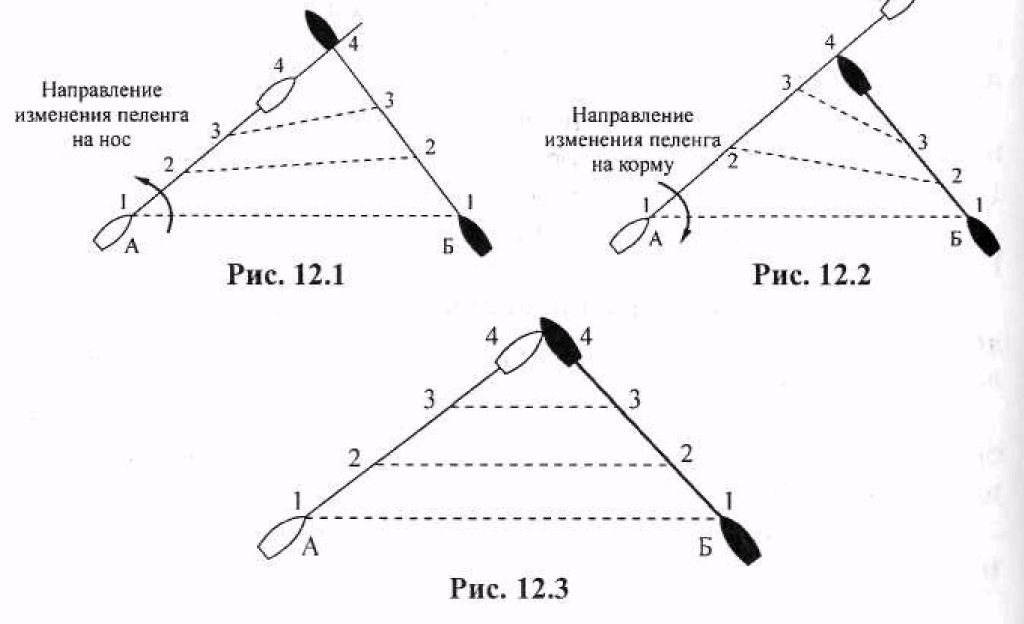 4
4
Направление
изменения пеленга
на нос
3
3
2
2
1
1
А
Б
Рис. 12.1
4
3
Направление
изменения пеленга
на корму
3
2
2
1
1
А
Б
Рис. 12.2
4
4
3
3
2
2
1
1
А
Б
Рис. 12.3